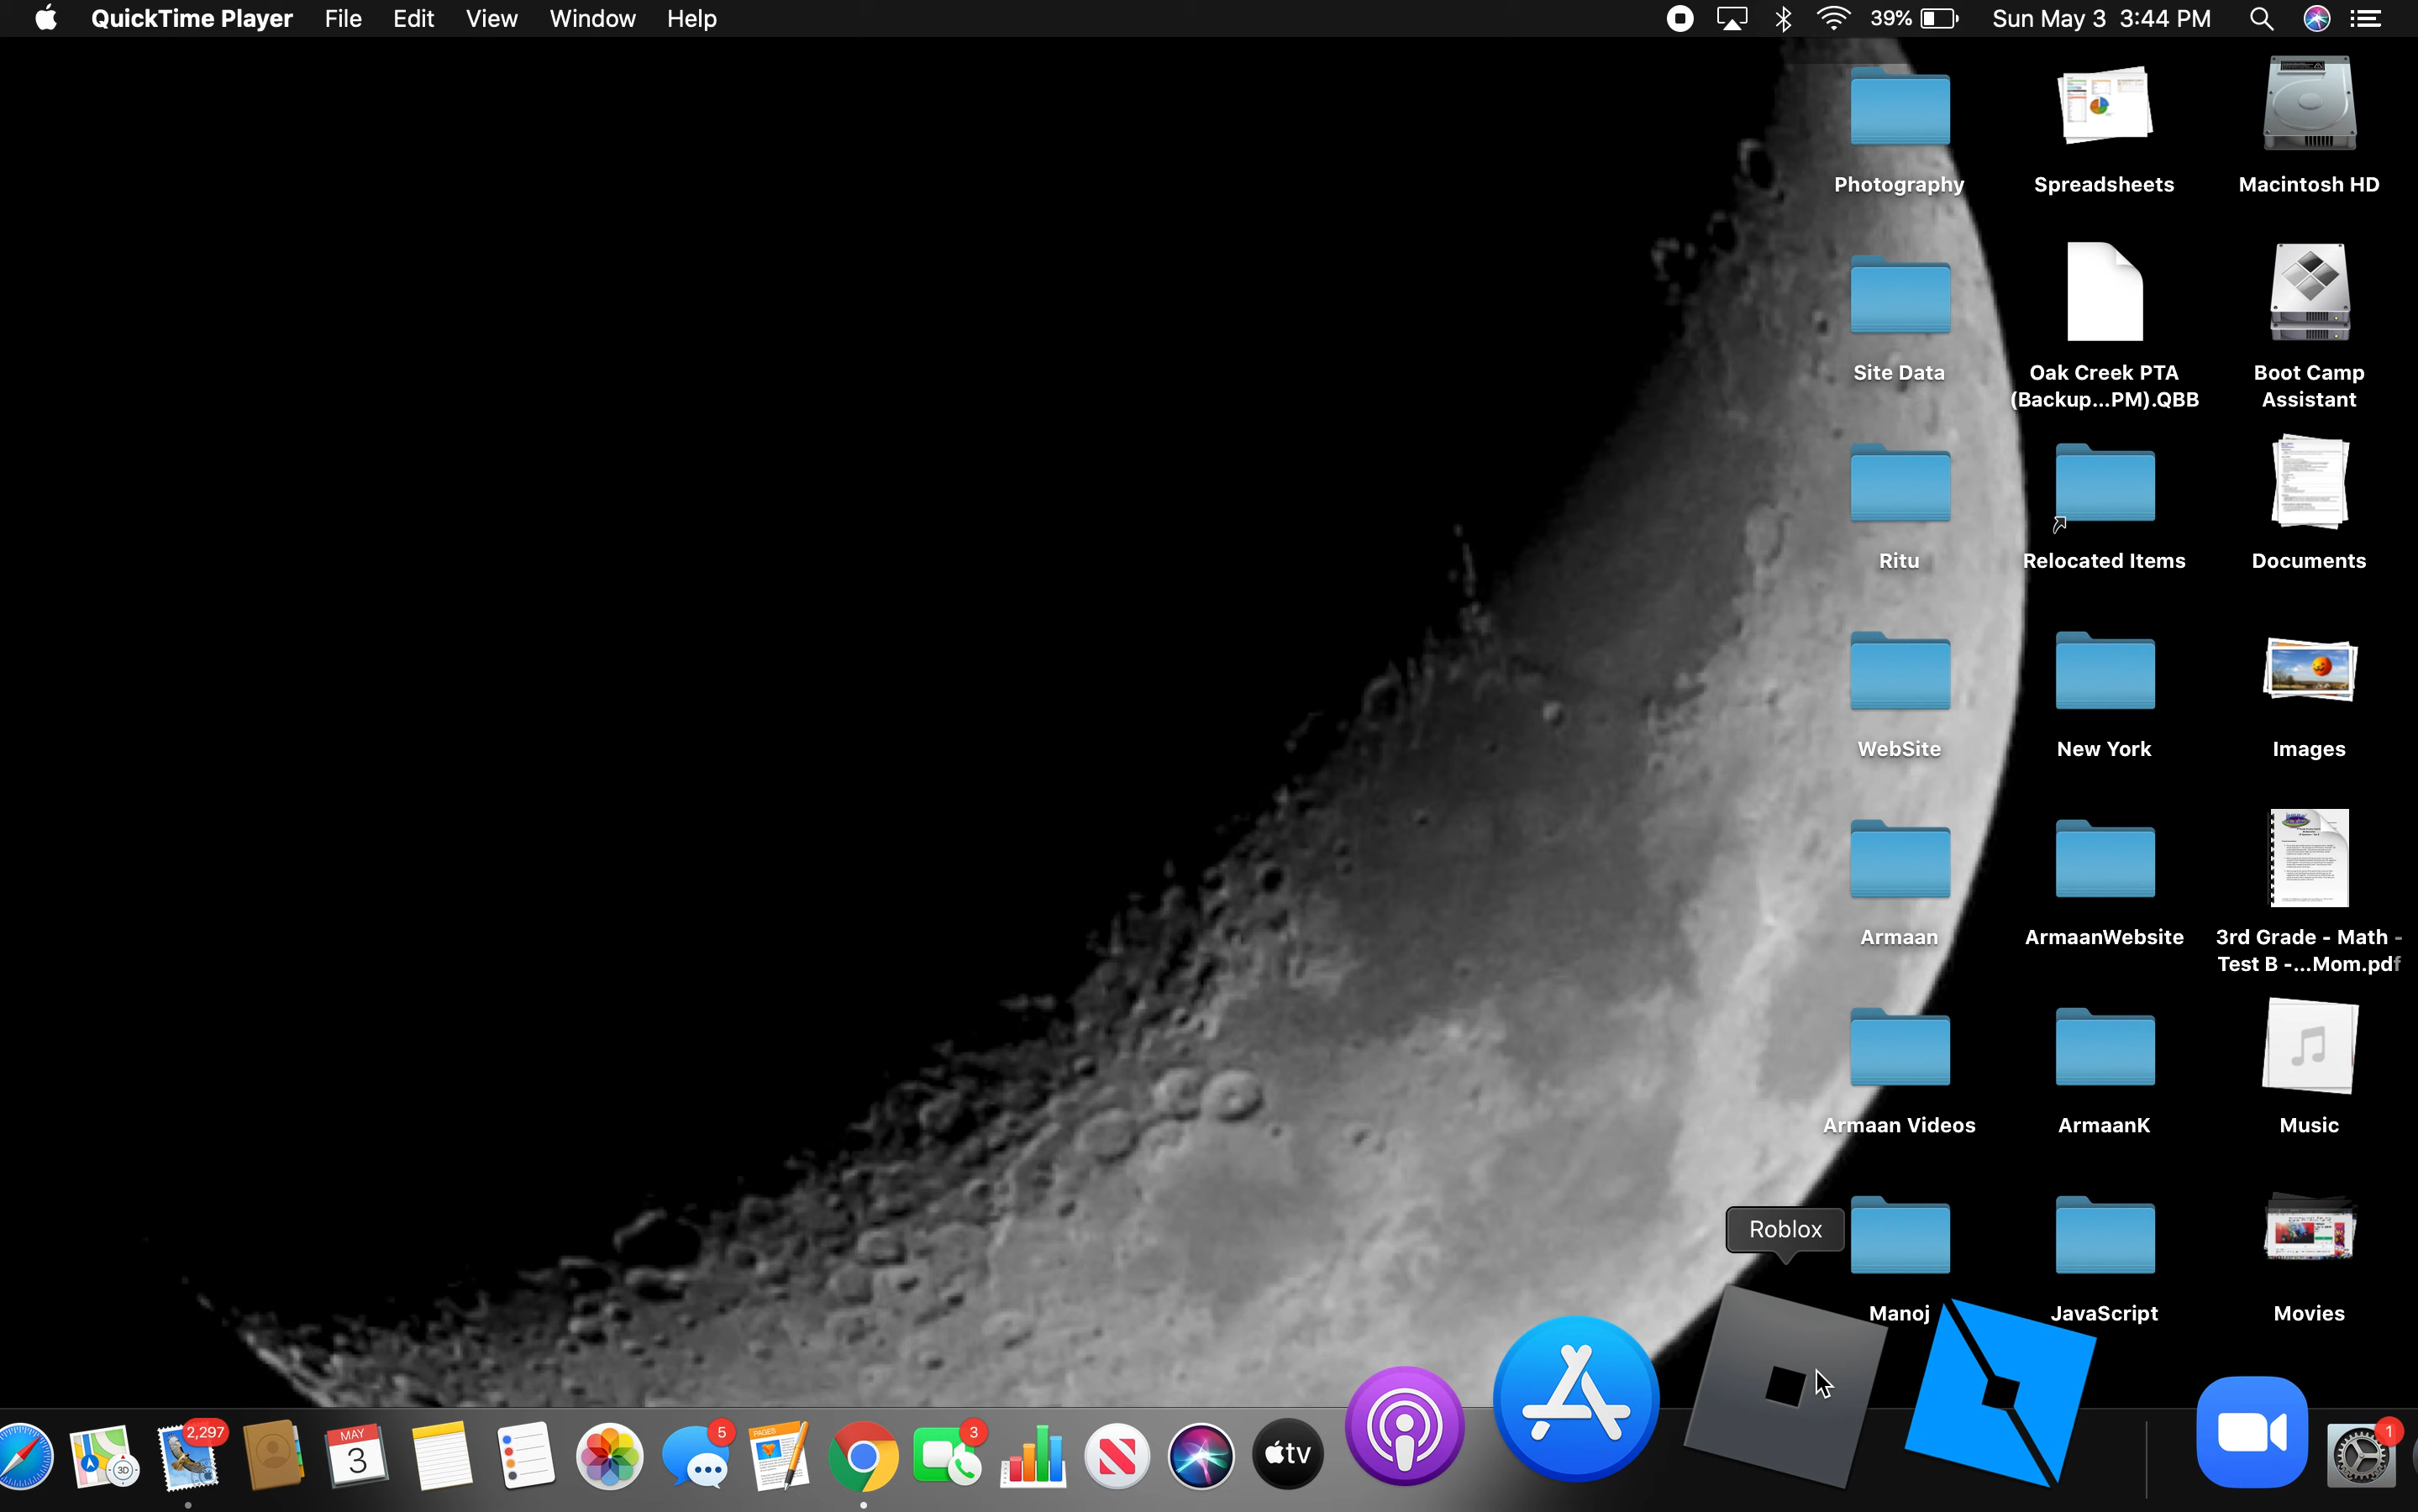 QuickTime Player File Edit View Window Help 39% Sun May 3 3:44 PM
Photography Spreadsheets Macintosh HD
Site Data Oak Creek PTA Boot Camp
(Backup...PM).QBB Assistant
Ritu Relocated Items Documents
WebSite New York Images
Armaan ArmaanWebsite 3rd Grade - Math -
Test B -...Mom.pdf
Armaan Videos ArmaanK Music
Roblox
Manoj JavaScript Movies
2,297
MAY
3
5
PAGES
3
tv
1
3D